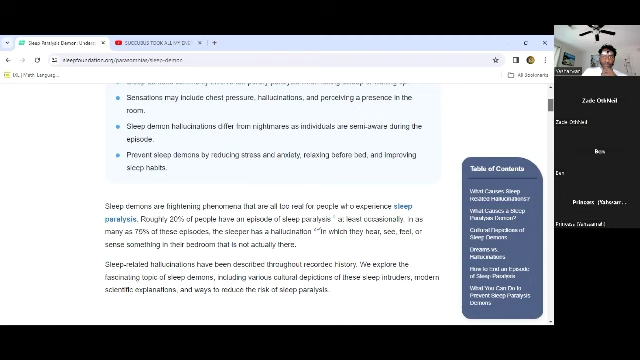 Sleep Paralysis Demon: Unders
SUCCUBUS TOOK ALL MY ENE
sleepfoundation.org/parasomnias/sleep-demon
IXL | Math, Languag...
All Bookmarks
Sensations may include chest pressure, hallucinations, and perceiving a presence in the
room.
Sleep demon hallucinations differ from nightmares as individuals are semi-aware during the
episode.
Prevent sleep demons by reducing stress and anxiety, relaxing before bed, and improving
sleep habits.
Sleep demons are frightening phenomena that are all too real for people who experience sleep
paralysis. Roughly 20% of people have an episode of sleep paralysis at least occasionally. In as
many as 75% of these episodes, the sleeper has a hallucination in which they hear, see, feel, or
sense something in their bedroom that is not actually there.
Sleep-related hallucinations have been described throughout recorded history. We explore the
fascinating topic of sleep demons, including various cultural depictions of these sleep intruders, modern
scientific explanations, and ways to reduce the risk of sleep paralysis.
Table of Contents
What Causes Sleep
Related Hallucinations?
What Causes a Sleep
Paralysis Demon?
Cultural Depictions of
Sleep Demons
Dreams vs.
Hallucinations
How to End an Episode
of Sleep Paralysis
What You Can Do to
Prevent Sleep Paralysis
Demons
Zade OthNeil
Zade OthNeil
Ben
Ben